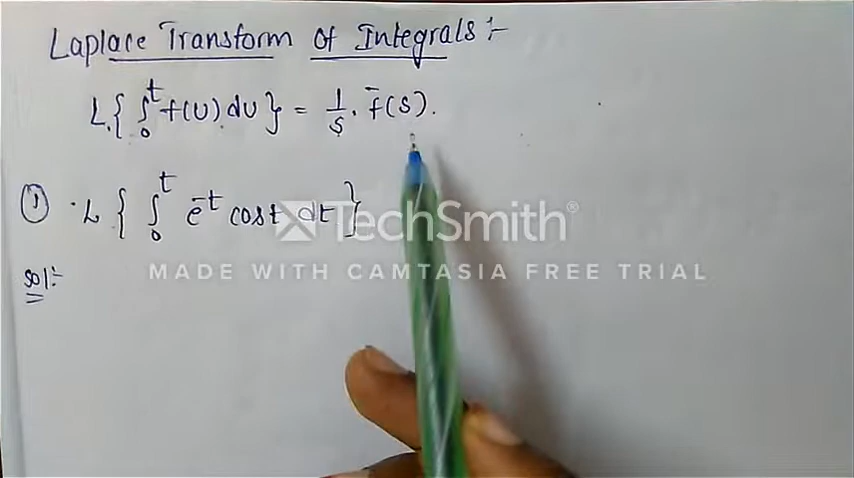 Laplace Transform Of Integrals :-
L{ ∫₀ᵗ f(u) du } = 1/s . f̄(s).
① L { ∫₀ᵗ e⁻ᵗ cost dt }
TechSmith®
MADE WITH CAMTASIA FREE TRIAL
Sol:-